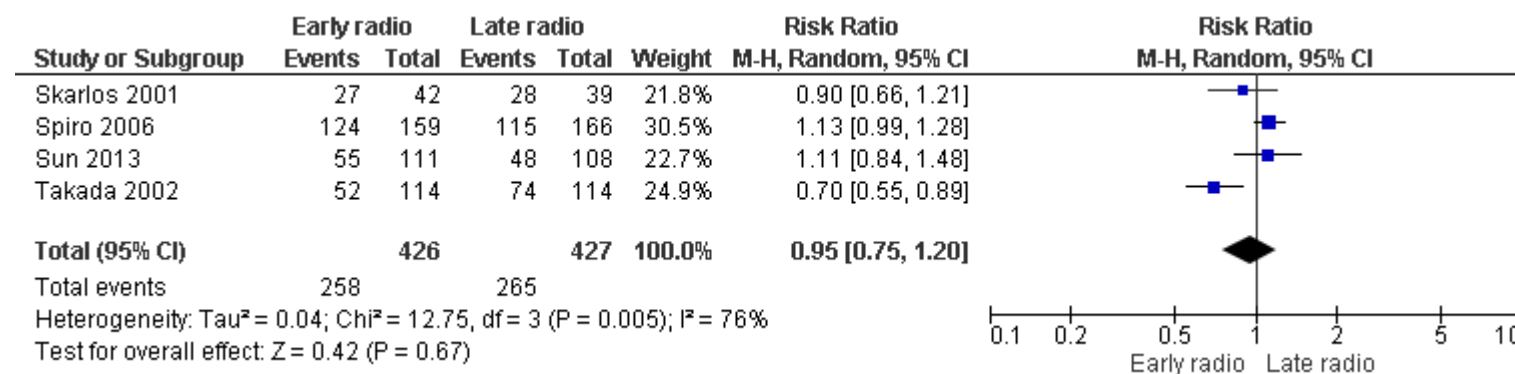 Early radio Late radio Risk Ratio Risk Ratio
Study or Subgroup Events Total Events Total Weight M-H, Random, 95% CI M-H, Random, 95% CI
Skarlos 2001 27 42 28 39 21.8% 0.90 [0.66, 1.21]
Spiro 2006 124 159 115 166 30.5% 1.13 [0.99, 1.28]
Sun 2013 55 111 48 108 22.7% 1.11 [0.84, 1.48]
Takada 2002 52 114 74 114 24.9% 0.70 [0.55, 0.89]
Total (95% CI) 426 427 100.0% 0.95 [0.75, 1.20]
Total events 258 265
Heterogeneity: Tau² = 0.04; Chi² = 12.75, df = 3 (P = 0.005); I² = 76%
Test for overall effect: Z = 0.42 (P = 0.67)
0.1 0.2 0.5 1 2 5 10
Early radio Late radio